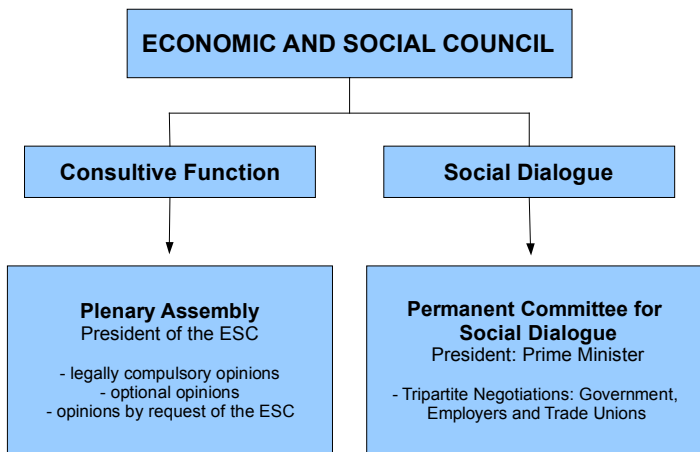 ECONOMIC AND SOCIAL COUNCIL
Consultive Function
Social Dialogue
Plenary Assembly
President of the ESC
- legally compulsory opinions
- optional opinions
- opinions by request of the ESC
Permanent Committee for
Social Dialogue
President: Prime Minister
- Tripartite Negotiations: Government,
Employers and Trade Unions